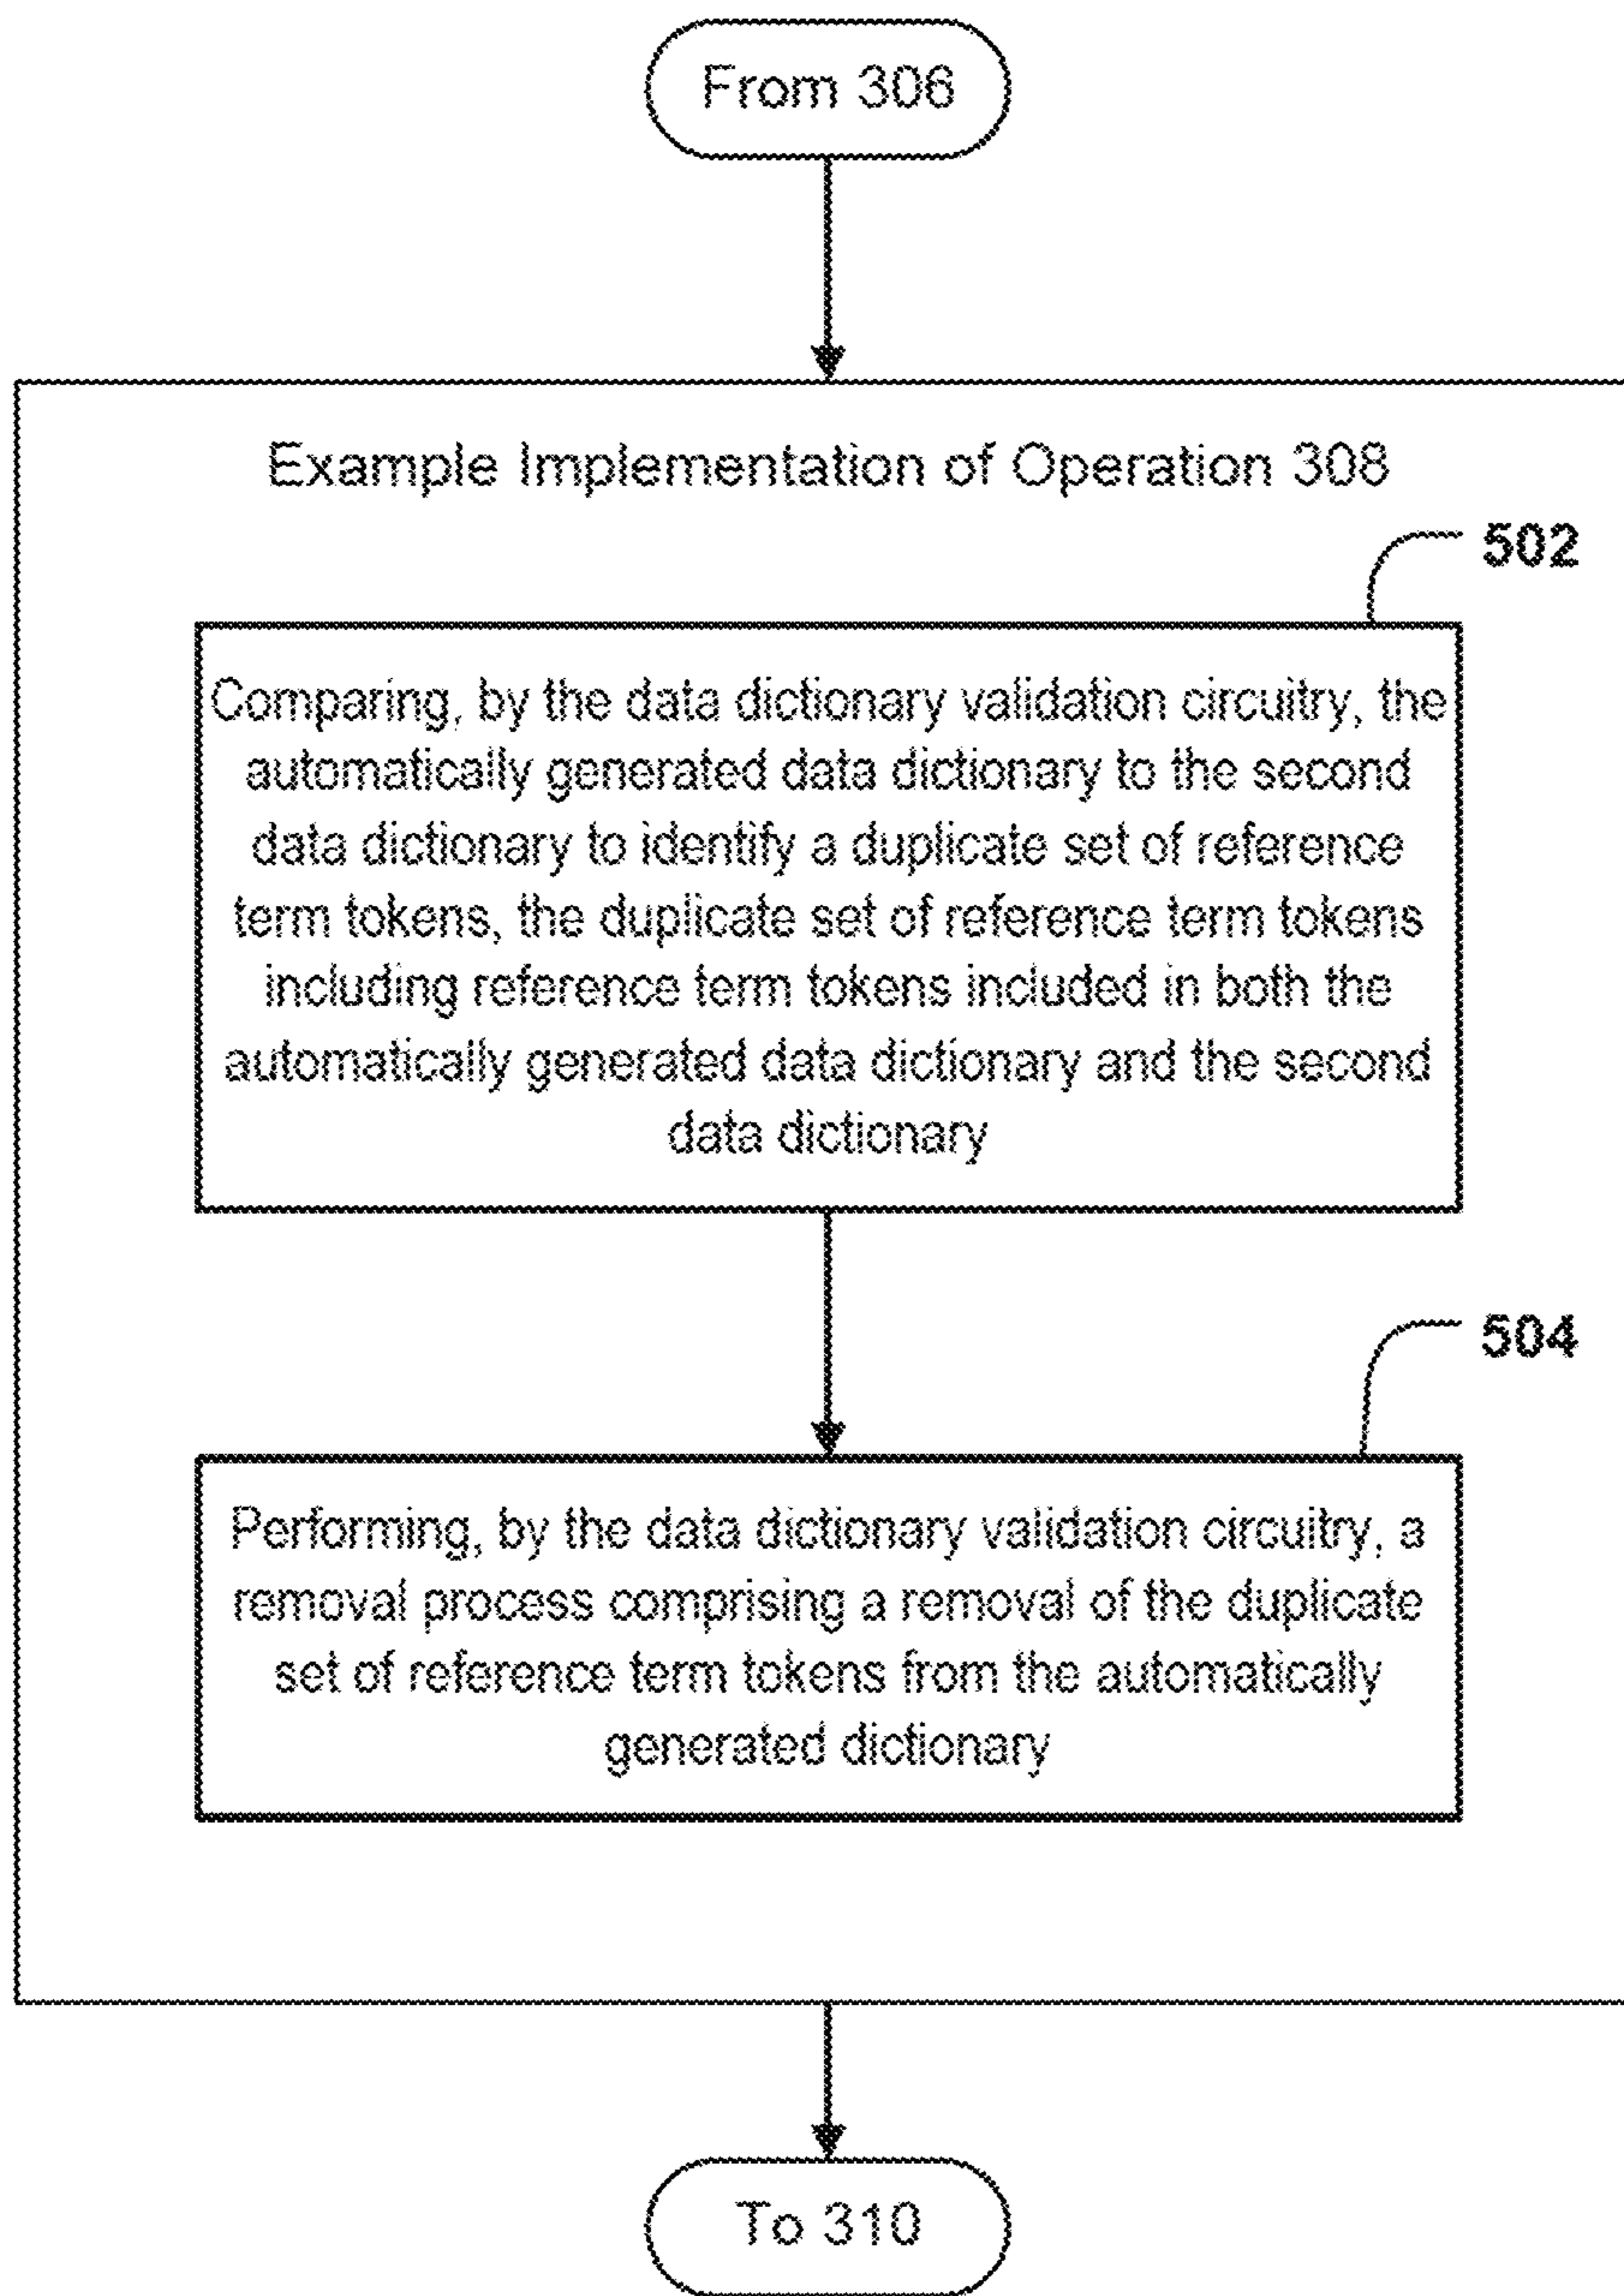 From 306
Example Implementation of Operation 308
502
Comparing, by the data dictionary validation circuitry, the
automatically generated data dictionary to the second
data dictionary to identify a duplicate set of reference
term tokens, the duplicate set of reference term tokens
including reference term tokens included in both the
automatically generated data dictionary and the second
data dictionary
504
Performing, by the data dictionary validation circuitry, a
removal process comprising a removal of the duplicate
set of reference term tokens from the automatically
generated dictionary
To 310